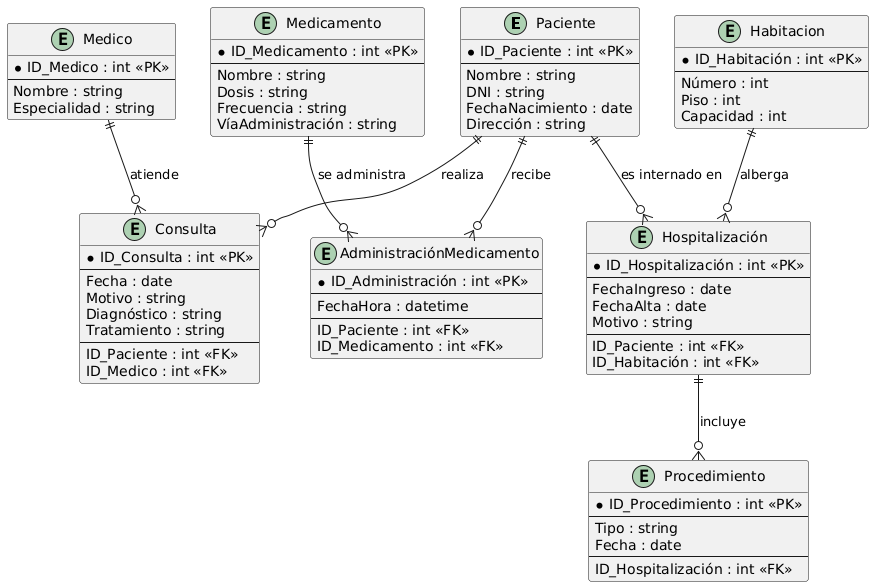 E Medico
* ID_Medico : int «PK»
Nombre : string
Especialidad : string
E Medicamento
* ID_Medicamento : int «PK»
Nombre : string
Dosis : string
Frecuencia : string
VíaAdministración : string
E Paciente
* ID_Paciente : int «PK»
Nombre : string
DNI : string
FechaNacimiento : date
Dirección : string
E Habitacion
* ID_Habitación : int «PK»
Número : int
Piso : int
Capacidad : int
atiende
se administra
realiza
recibe
es internado en
alberga
E Consulta
* ID_Consulta : int «PK»
Fecha : date
Motivo : string
Diagnóstico : string
Tratamiento : string
ID_Paciente : int «FK»
ID_Medico : int «FK»
E AdministraciónMedicamento
* ID_Administración : int «PK»
FechaHora : datetime
ID_Paciente : int «FK»
ID_Medicamento : int «FK»
E Hospitalización
* ID_Hospitalización : int «PK»
FechaIngreso : date
FechaAlta : date
Motivo : string
ID_Paciente : int «FK»
ID_Habitación : int «FK»
incluye
E Procedimiento
* ID_Procedimiento : int «PK»
Tipo : string
Fecha : date
ID_Hospitalización : int «FK»